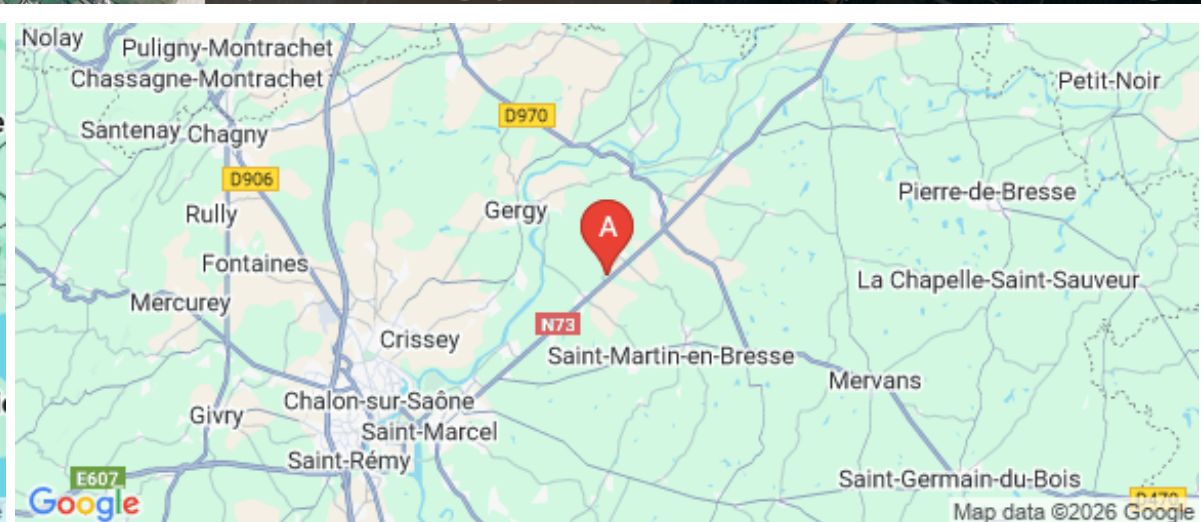 Nolay
Puligny-Montrachet
Chassagne-Montrachet
Petit-Noir
D970
Santenay
Chagny
D906
Pierre-de-Bresse
Rully
Gergy
A
Fontaines
La Chapelle-Saint-Sauveur
Mercurey
N73
Crissey
Saint-Martin-en-Bresse
Mervans
Chalon-sur-Saône
Givry
Saint-Marcel
Saint-Rémy
E607
Saint-Germain-du-Bois
Google
Map data ©2026 Google